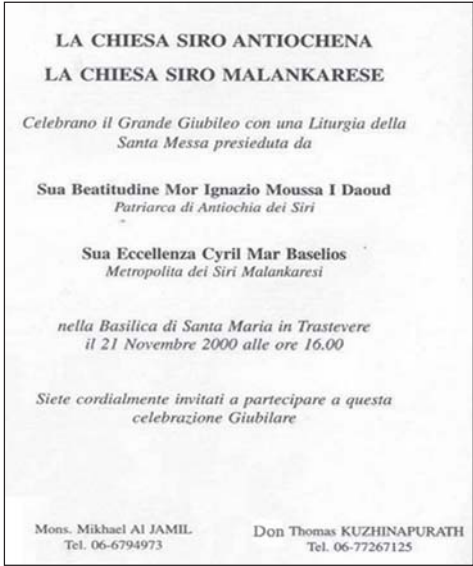 LA CHIESA SIRO ANTIOCHENA
LA CHIESA SIRO MALANKARESE
Celebrano il Grande Giubileo con una Liturgia della
Santa Messa presieduta da
Sua Beatitudine Mor Ignazio Moussa I Daoud
Patriarca di Antiochia dei Siri
Sua Eccellenza Cyril Mar Baselios
Metropolita dei Siri Malankaresi
nella Basilica di Santa Maria in Trastevere
il 21 Novembre 2000 alle ore 16.00
Siete cordialmente invitati a partecipare a questa
celebrazione Giubilare
Mons. Mikhael Al JAMIL
Tel. 06-6794973
Don Thomas KUZHINAPURATH
Tel. 06-77267125